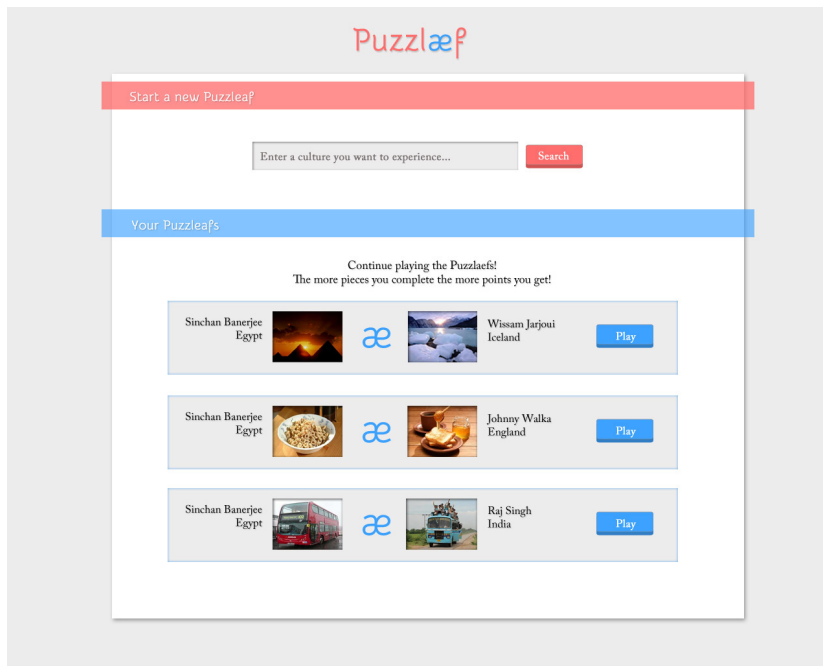 Puzzlæf
Start a new Puzzleaf
Enter a culture you want to experience...
Search
Your Puzzleafs
Continue playing the Puzzlaefs!
The more pieces you complete the more points you get!
Sinchan Banerjee
Egypt
æ
Wissam Jarjoui
Iceland
Play
Sinchan Banerjee
Egypt
æ
Johnny Walka
England
Play
Sinchan Banerjee
Egypt
æ
Raj Singh
India
Play